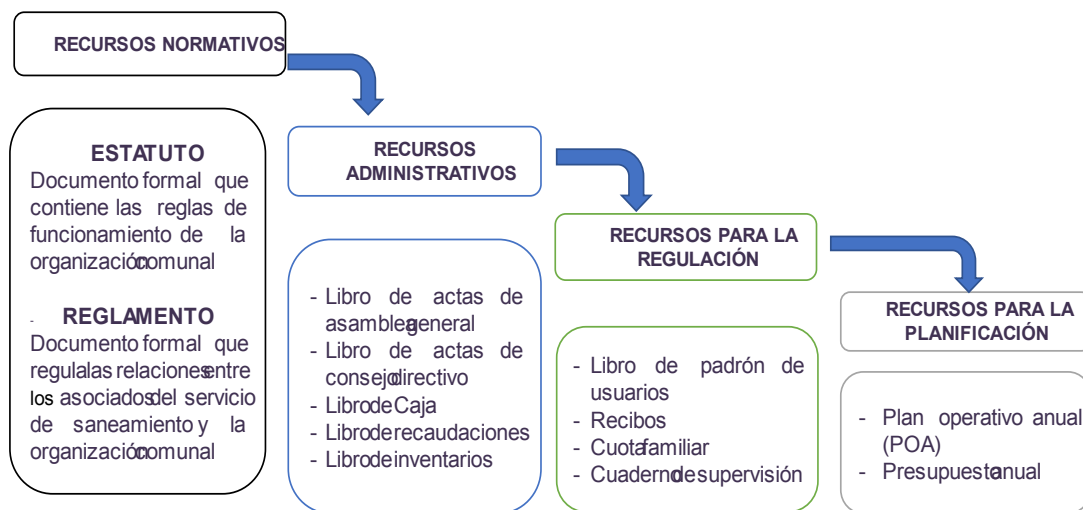 RECURSOS NORMATIVOS
ESTATUTO
Documento formal que
contiene las reglas de
funcionamiento de la
organización comunal
- REGLAMENTO
Documento formal que
regula las relaciones entre
los asociados del servicio
de saneamiento y la
organización comunal
RECURSOS
ADMINISTRATIVOS
- Libro de actas de
asamblea general
- Libro de actas de
consejo directivo
- Libro de Caja
- Libro de recaudaciones
- Libro de inventarios
RECURSOS PARA LA
REGULACIÓN
- Libro de padrón de
usuarios
- Recibos
- Cuota familiar
- Cuaderno de supervisión
RECURSOS PARA LA
PLANIFICACIÓN
- Plan operativo anual
(POA)
- Presupuesto anual